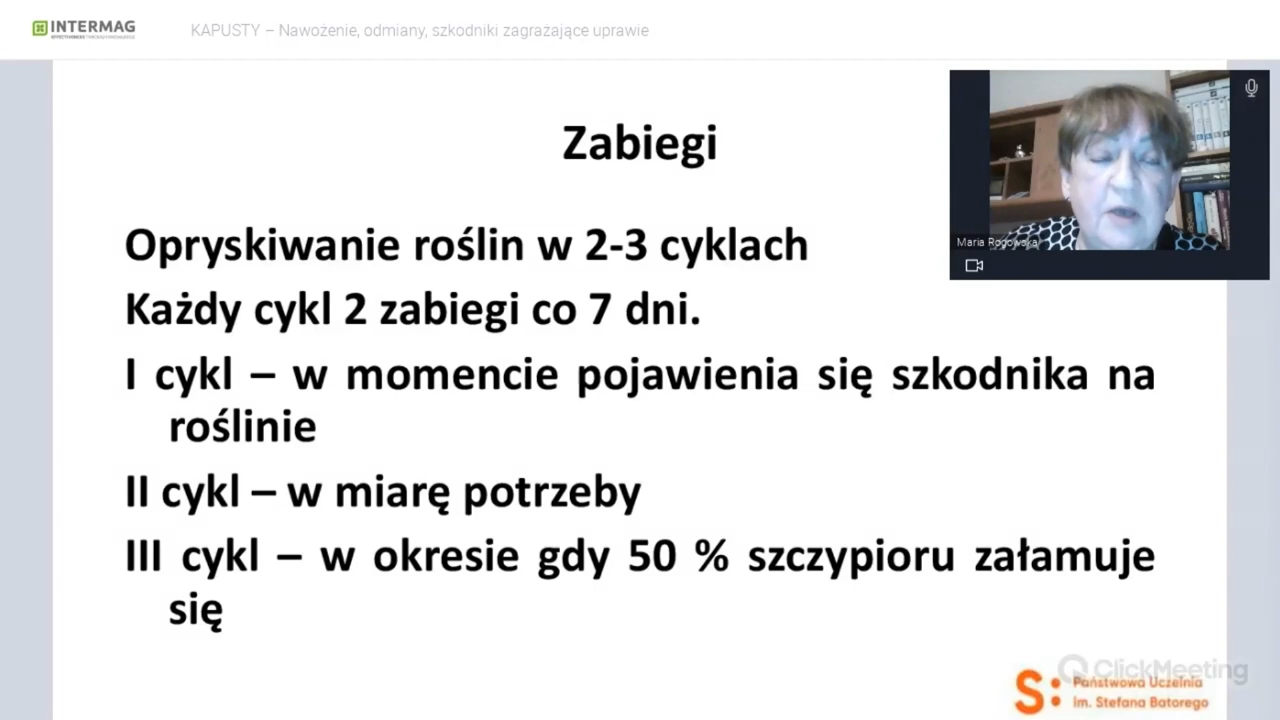 INTERMAG
KAPUSTY – Nawożenie, odmiany, szkodniki zagrażające uprawie
Zabiegi
Maria Rogowska
Opryskiwanie roślin w 2-3 cyklach
Każdy cykl 2 zabiegi co 7 dni.
I cykl – w momencie pojawienia się szkodnika na
roślinie
II cykl – w miarę potrzeby
III cykl – w okresie gdy 50 % szczypioru załamuje
się
ClickMeeting
S:
Państwowa Uczelnia
im. Stefana Batorego